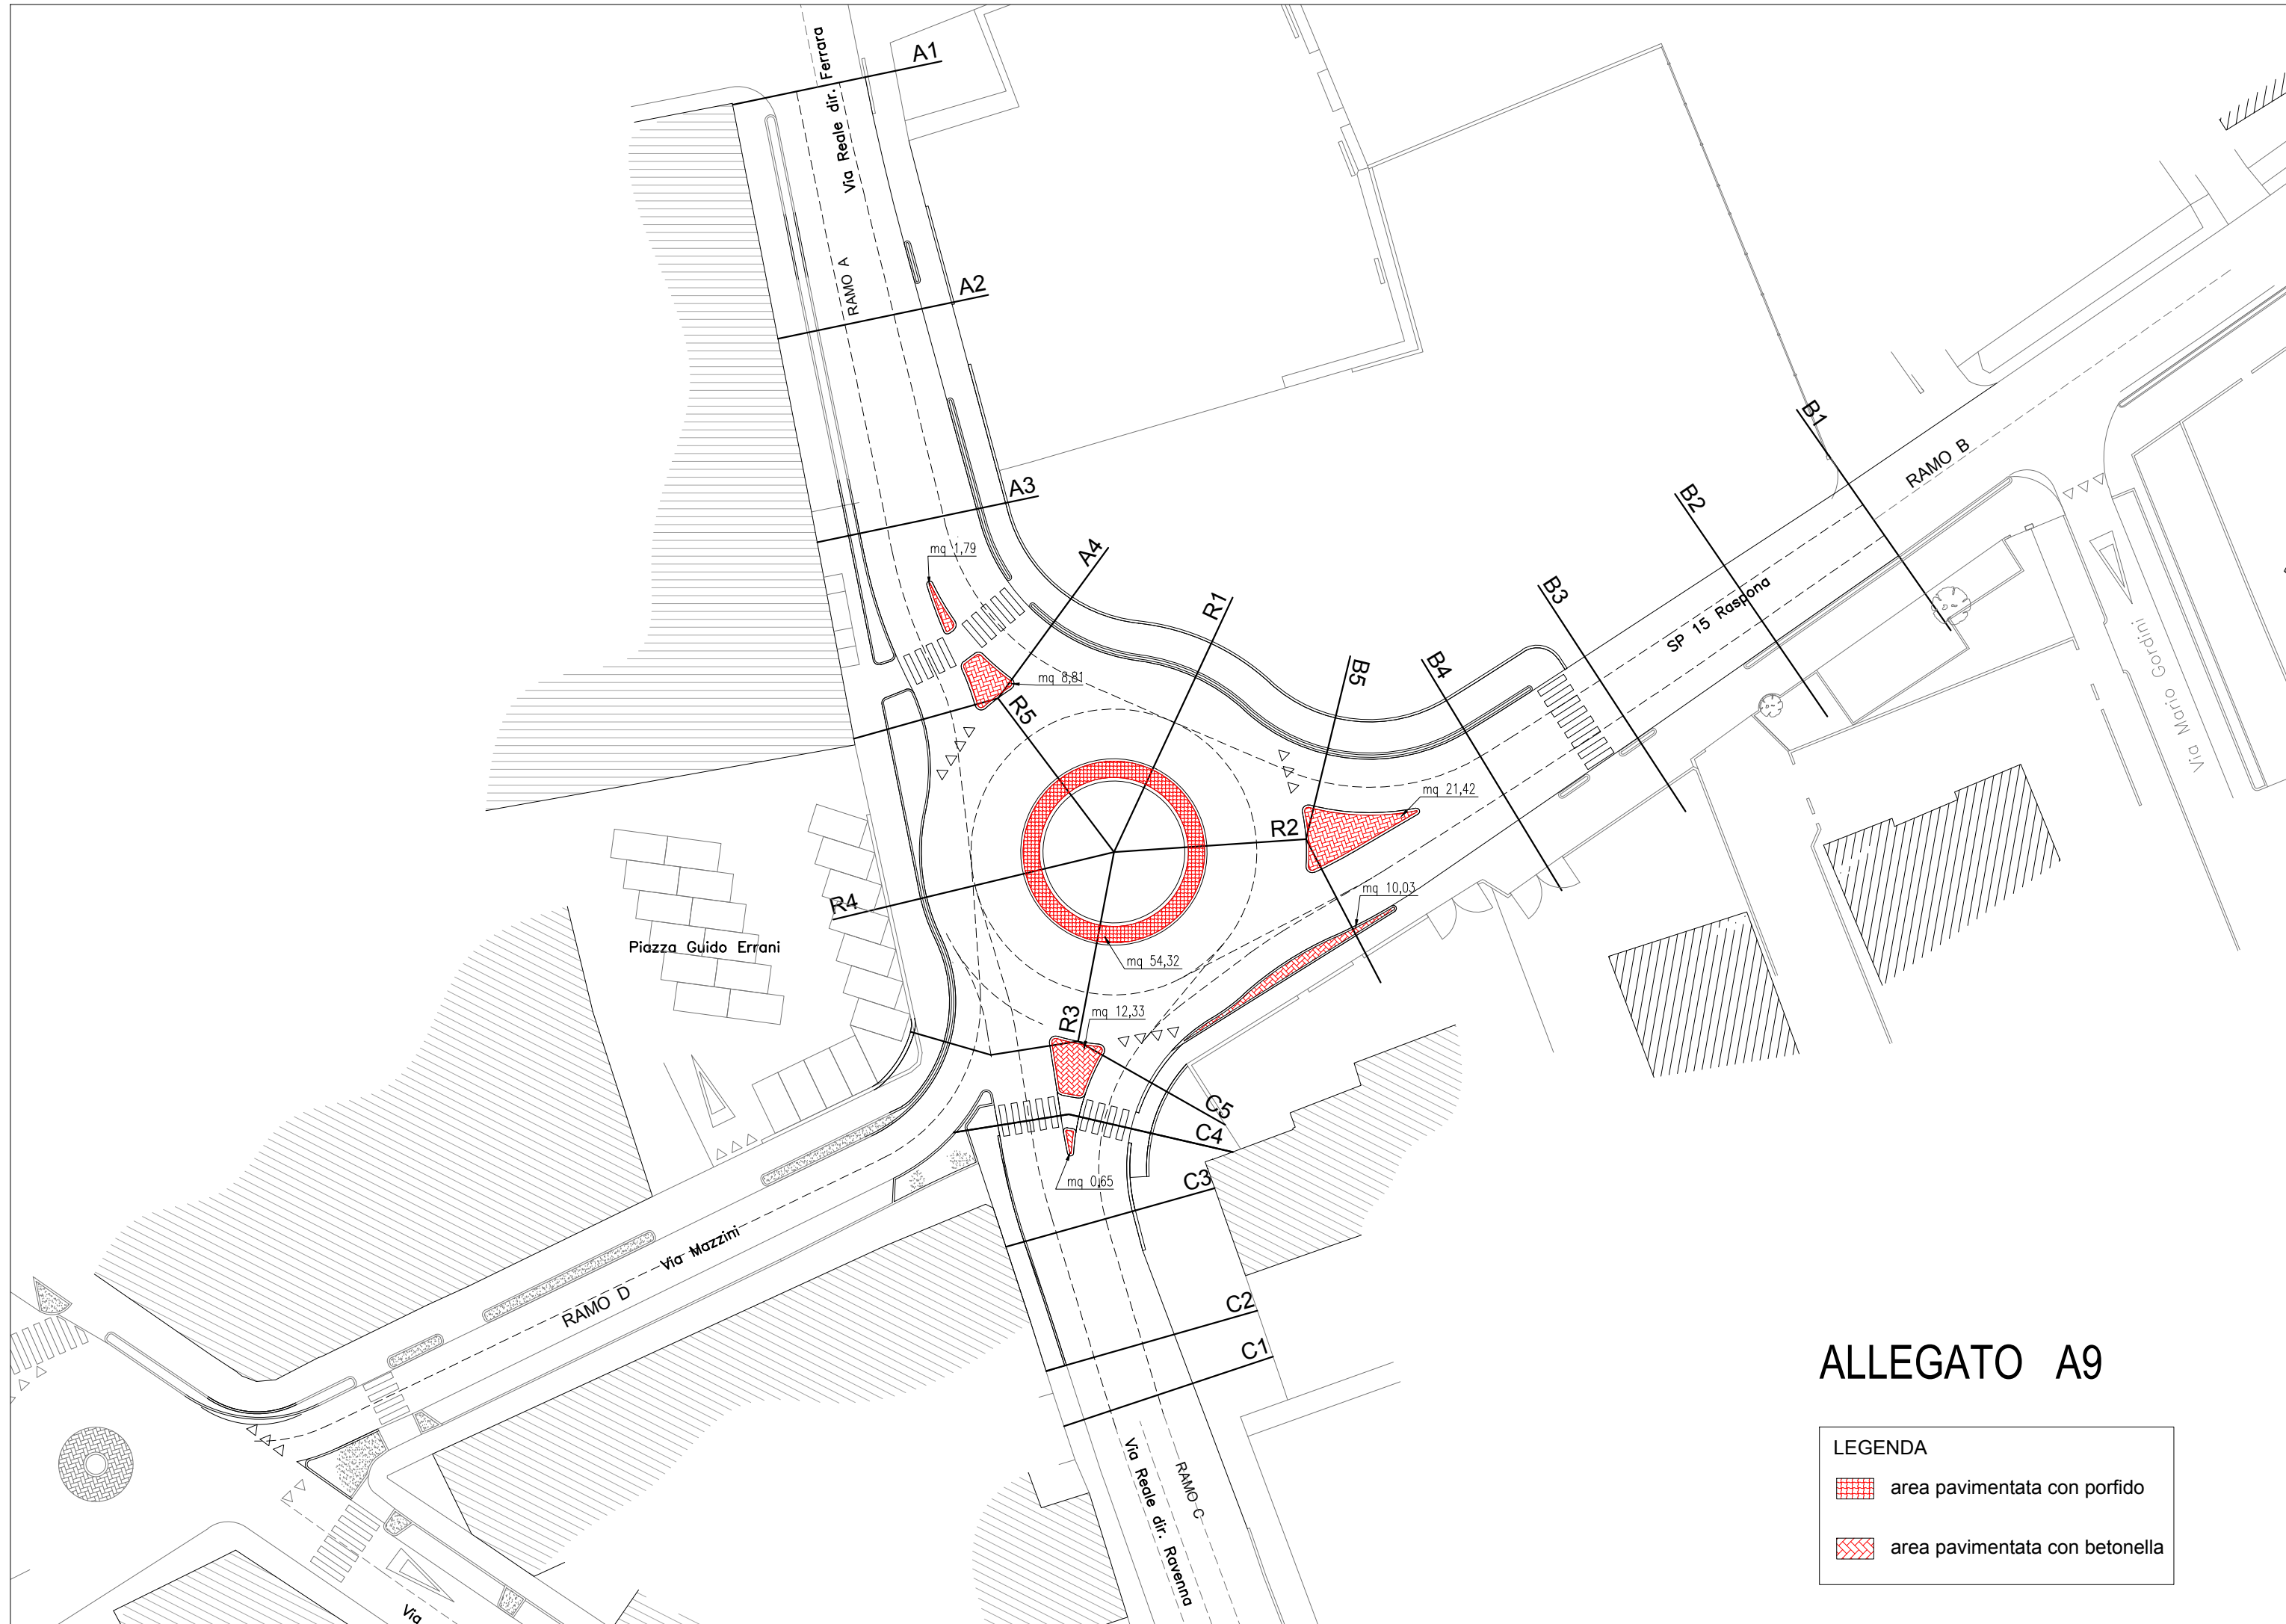 A1
Via Reale dir. Ferrara
A2
RAMO A
A3
A4
mq 1,79
mq 8,81
R5
R1
B5
B4
B3
B2
B1
RAMO B
SP 15 Raspona
Via Mario Gordini
mq 21,42
R2
mq 10,03
R4
Piazza Guido Errani
mq 54,32
R3
mq 12,33
C5
C4
C3
mq 0,65
C2
C1
Via Mazzini
RAMO D
Via Reale dir. Ravenna
RAMO C
Via
ALLEGATO A9
LEGENDA
area pavimentata con porfido
area pavimentata con betonella